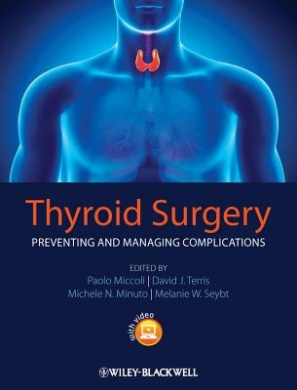 Thyroid Surgery
PREVENTING AND MANAGING COMPLICATIONS
EDITED BY
Paolo Miccoli | David J. Terris
Michele N. Minuto | Melanie W. Seybt
with video
WILEY-BLACKWELL